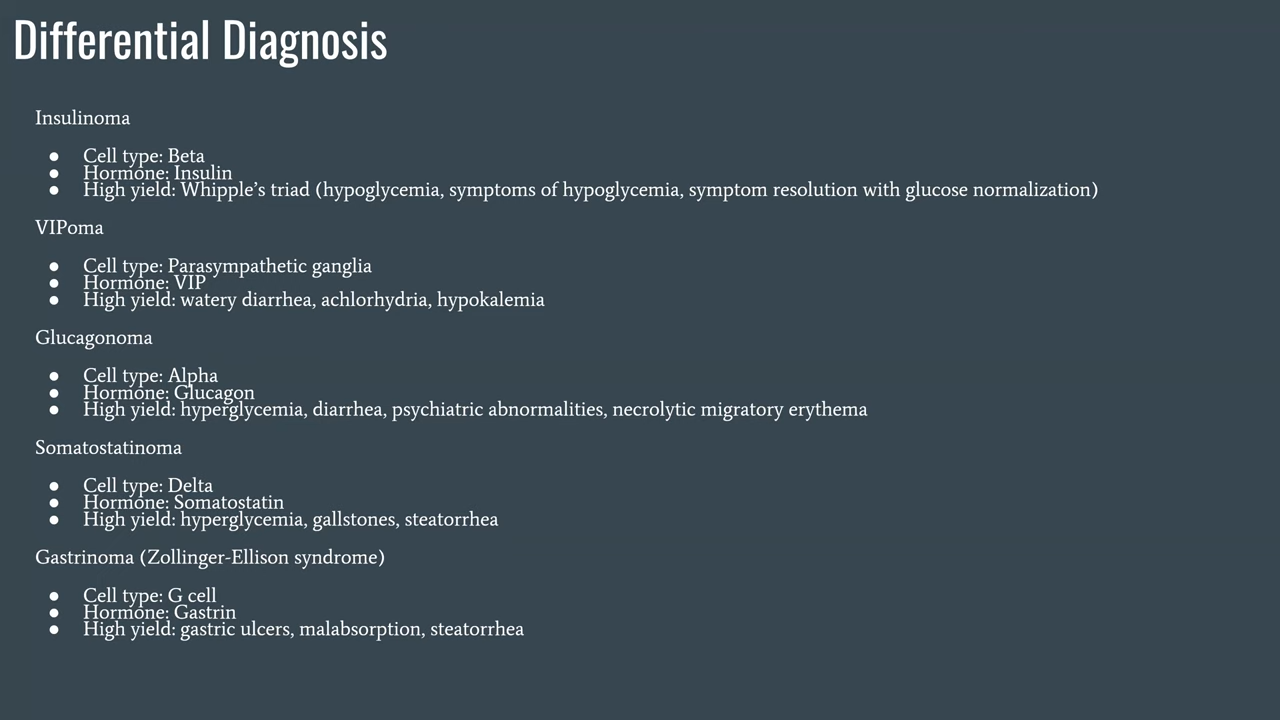 Differential Diagnosis
Insulinoma
● Cell type: Beta
● Hormone: Insulin
● High yield: Whipple’s triad (hypoglycemia, symptoms of hypoglycemia, symptom resolution with glucose normalization)
VIPoma
● Cell type: Parasympathetic ganglia
● Hormone: VIP
● High yield: watery diarrhea, achlorhydria, hypokalemia
Glucagonoma
● Cell type: Alpha
● Hormone: Glucagon
● High yield: hyperglycemia, diarrhea, psychiatric abnormalities, necrolytic migratory erythema
Somatostatinoma
● Cell type: Delta
● Hormone: Somatostatin
● High yield: hyperglycemia, gallstones, steatorrhea
Gastrinoma (Zollinger-Ellison syndrome)
● Cell type: G cell
● Hormone: Gastrin
● High yield: gastric ulcers, malabsorption, steatorrhea